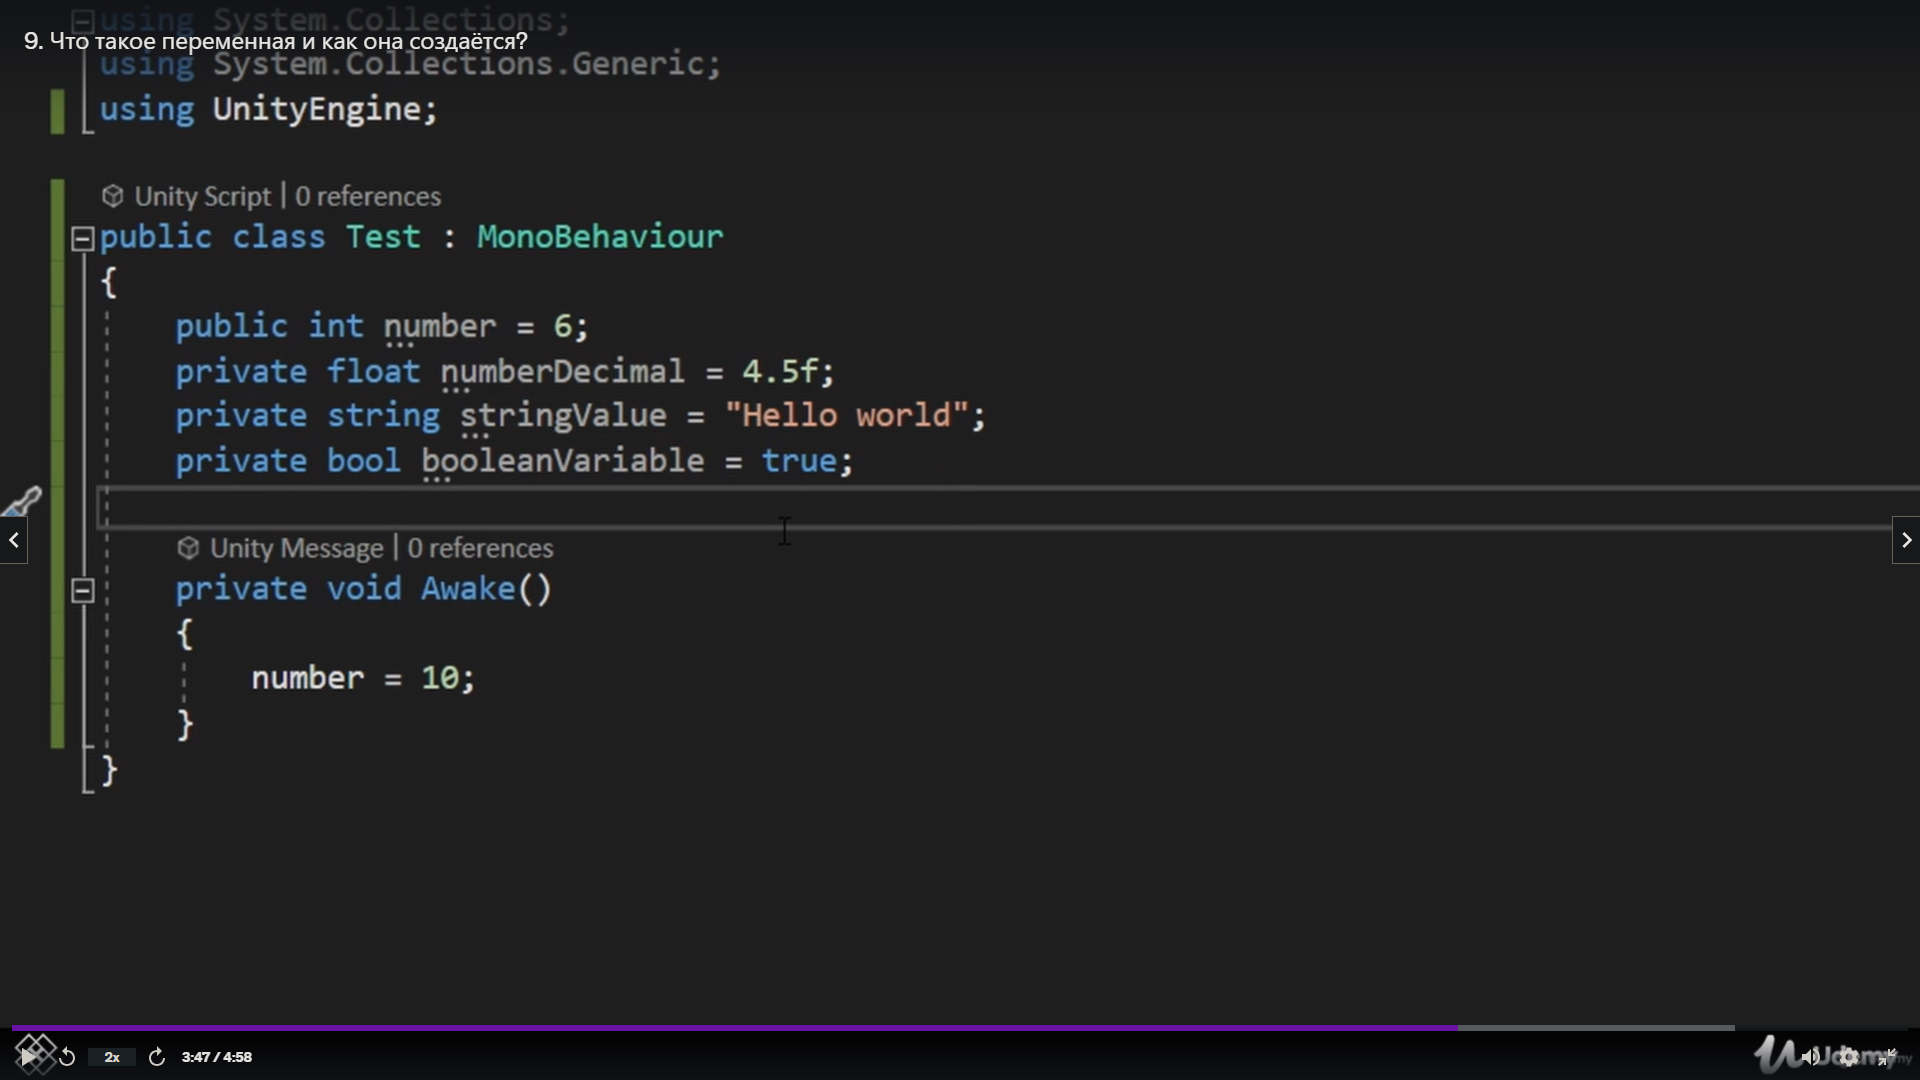 using System.Collections;
9. Что такое переменная и как она создаётся?
using System.Collections.Generic;
using UnityEngine;
Unity Script | 0 references
public class Test : MonoBehaviour
{
public int number = 6;
private float numberDecimal = 4.5f;
private string stringValue = "Hello world";
private bool booleanVariable = true;
Unity Message | 0 references
private void Awake()
{
number = 10;
}
}
2x
3:47 / 4:58
Udemy